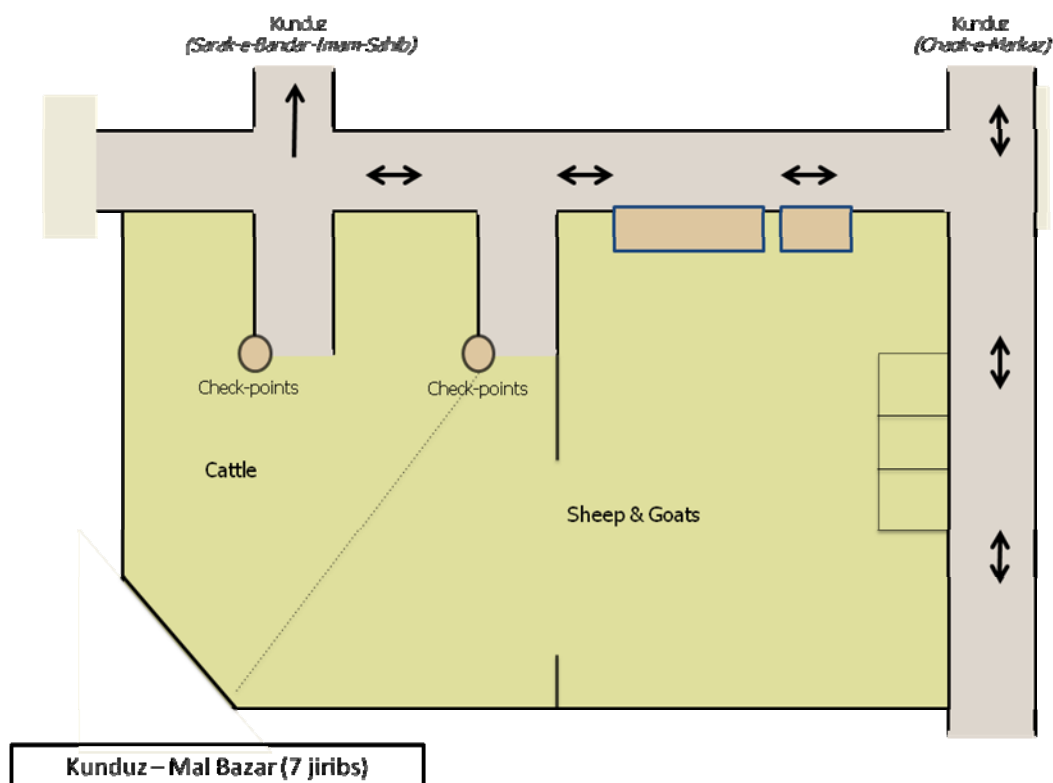 Kunduz
(Sarak-e-Bandar-Imam-Sahib)
Kunduz
(Chaok-e-Markaz)
Check-points
Check-points
Cattle
Sheep & Goats
Kunduz – Mal Bazar (7 jiribs)